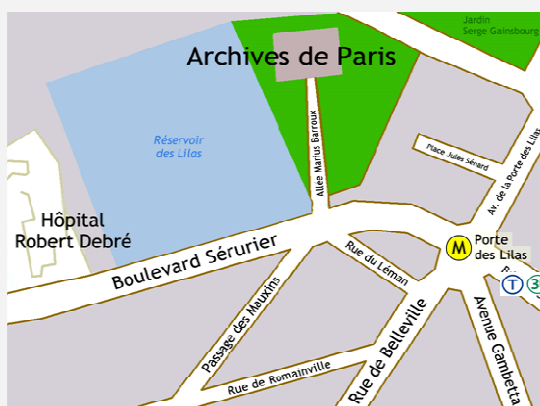 Jardin
Serge Gainsbourg
Archives de Paris
Allée Marius Barroux
Réservoir
des Lilas
Place Jules Sénard
Av. de la Porte des Lilas
Hôpital
Robert Debré
Boulevard Sérurier
Rue du Léman
M
Porte
des Lilas
T
3
Passage des Mauxins
Rue de Belleville
Avenue Gambetta
Rue de Romainville